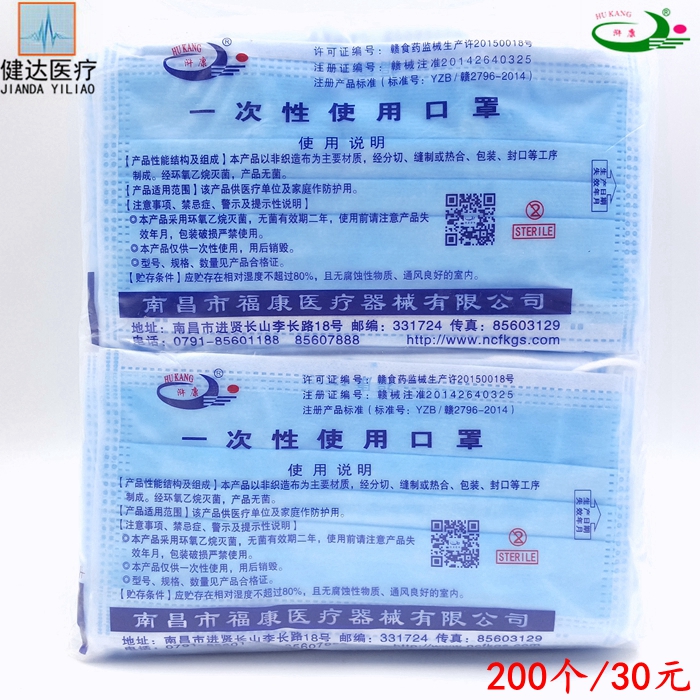 健达医疗
JIANDA YILIAO
HU KANG
浒康
®
许可证编号：赣食药监械生产许20150018号
注册证编号：赣械注准20142640325
注册产品标准（标准号：YZB/赣2796-2014）
一次性使用口罩
使用说明
【产品性能结构及组成】本产品以非织造布为主要材质，经分切、缝制或热合、包装、封口等工序
制成。经环氧乙烷灭菌，产品无菌。
【产品适用范围】该产品供医疗单位及家庭作防护用。
【注意事项、禁忌症、警示及提示性说明】
本产品采用环氧乙烷灭菌，无菌有效期二年，使用前请注意产品失
效年月，包装破损严禁使用。
本产品仅供一次性使用，用后销毁。
型号、规格、数量见产品合格证。
【贮存条件】应贮存在相对湿度不超过80%，且无腐蚀性物质、通风良好的室内。
STERILE
生产日期
失效年月
南昌市福康医疗器械有限公司
地址：南昌市进贤长山李长路18号 邮编：331724 传真：85603129
电话：0791-85601188 85607888 http://www.ncfkgs.com
HU KANG
浒康
®
许可证编号：赣食药监械生产许20150018号
注册证编号：赣械注准20142640325
注册产品标准（标准号：YZB/赣2796-2014）
一次性使用口罩
使用说明
【产品性能结构及组成】本产品以非织造布为主要材质，经分切、缝制或热合、包装、封口等工序
制成。经环氧乙烷灭菌，产品无菌。
【产品适用范围】该产品供医疗单位及家庭作防护用。
【注意事项、禁忌症、警示及提示性说明】
本产品采用环氧乙烷灭菌，无菌有效期二年，使用前请注意产品失
效年月，包装破损严禁使用。
本产品仅供一次性使用，用后销毁。
型号、规格、数量见产品合格证。
【贮存条件】应贮存在相对湿度不超过80%，且无腐蚀性物质、通风良好的室内。
STERILE
生产日期
失效年月
南昌市福康医疗器械有限公司
地址：南昌市进贤长山李长路18号 邮编：331724 传真：85603129
HU KANG
浒康
®
200个/30元